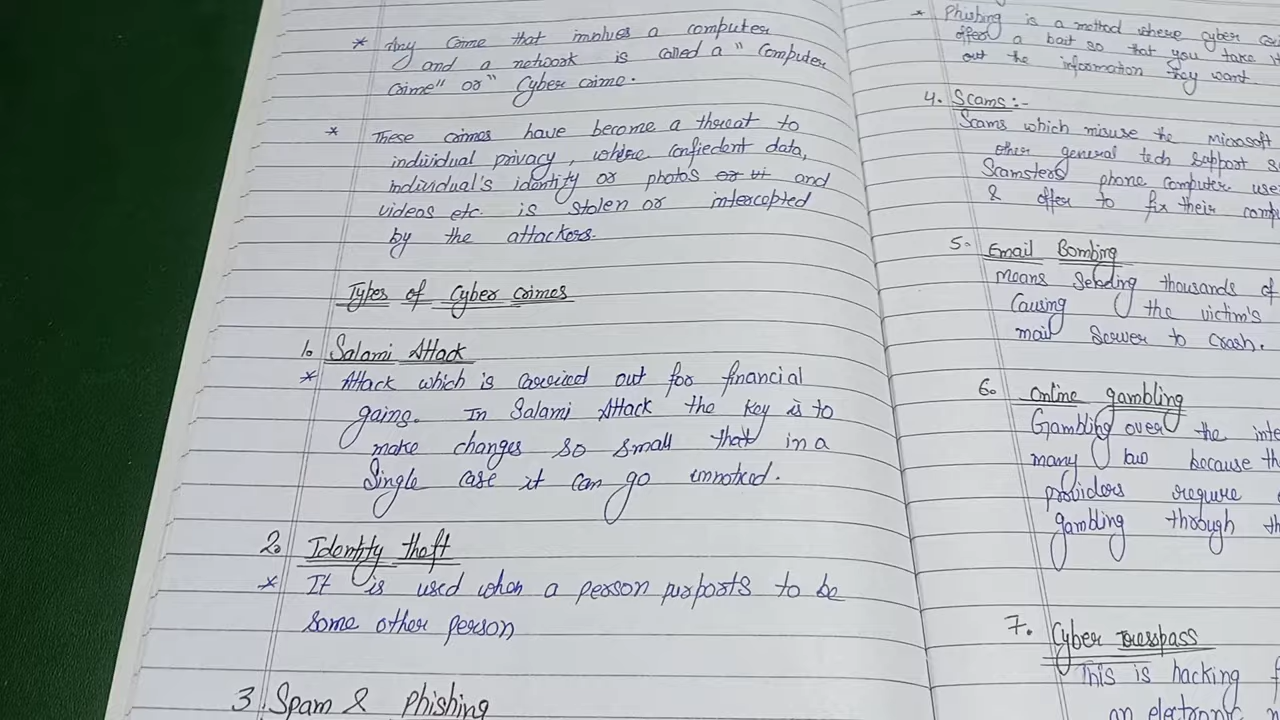 * Any Crime that involves a computer
and a network is called a "Computer
Crime" or "Cyber crime.
* These crimes have become a threat to
individual privacy, where confiedent data,
individual's identity or photos or vi and
videos etc. is stolen or intercepted
by the attackers.
Types of Cyber Crimes
1. Salami Attack
* Attack which is carried out for financial
gains. In Salami Attack the key is to
make changes so small that in a
Single case it can go unnoticed.
2. Identity theft
* It is used when a person purports to be
some other person
3 Spam & Phishing
* Phishing is a method where cyber
offer a bait so that you take it
out the information they want
4. Scams:-
Scams which misuse the Microsoft
other general tech support
Scamsters phone computer
& offer to fix their
5. Email Bombing
Means Sending thousands of
Causing the victim's
mail Server to crash.
6. Online gambling
Gambling over the
many because
providers require
gambling through
7. Cyber Trespass
This is hacking
an electronic